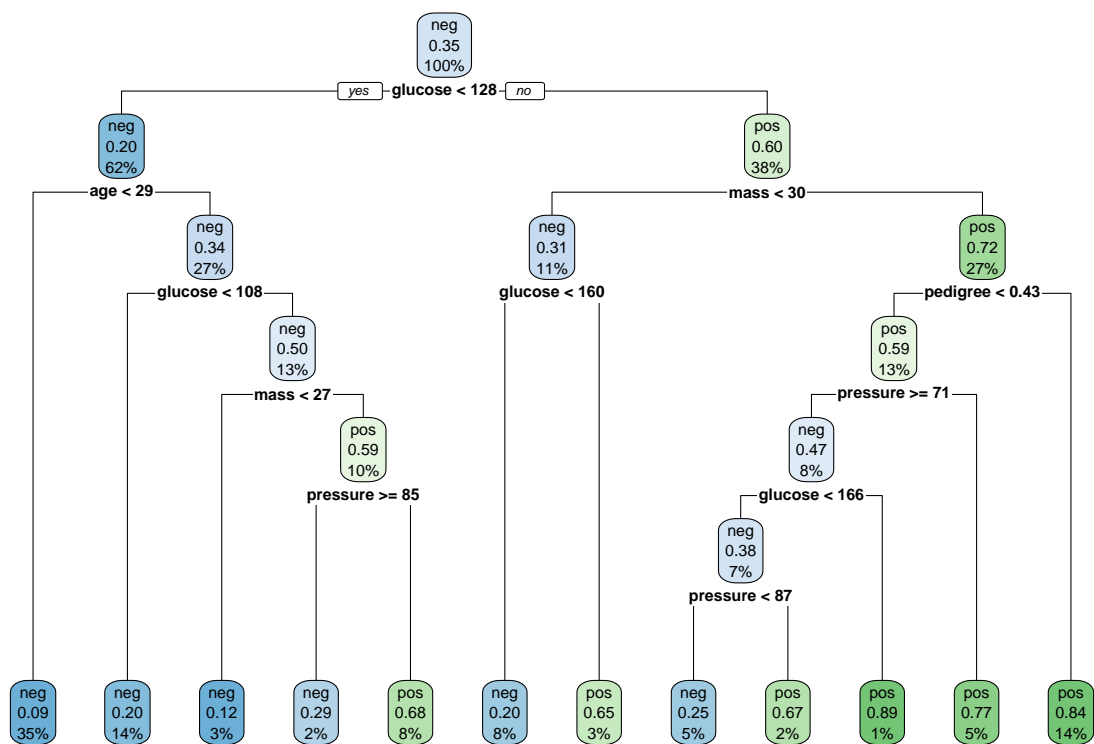 neg
0.35
100%
yes glucose < 128 no
neg
0.20
62%
pos
0.60
38%
age < 29
mass < 30
neg
0.34
27%
neg
0.31
11%
pos
0.72
27%
glucose < 108
glucose < 160
pedigree < 0.43
neg
0.50
13%
pos
0.59
13%
mass < 27
pressure >= 71
pos
0.59
10%
neg
0.47
8%
pressure >= 85
glucose < 166
neg
0.38
7%
pressure < 87
neg
0.09
35%
neg
0.20
14%
neg
0.12
3%
neg
0.29
2%
pos
0.68
8%
neg
0.20
8%
pos
0.65
3%
neg
0.25
5%
pos
0.67
2%
pos
0.89
1%
pos
0.77
5%
pos
0.84
14%